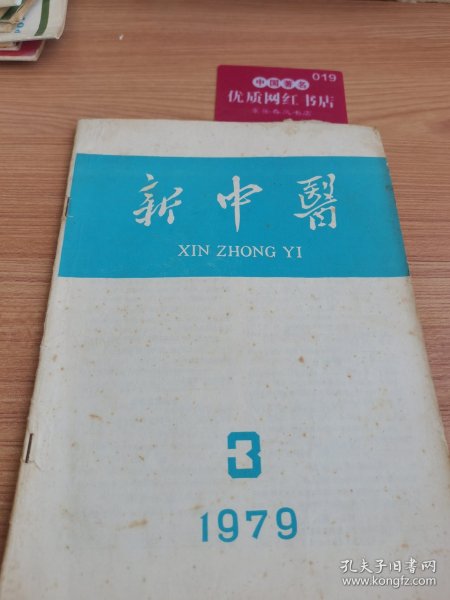 019
中国著名
优质网红书店
新中醫
XIN ZHONG YI
3
1979
孔夫子旧书网
www.kongfz.com